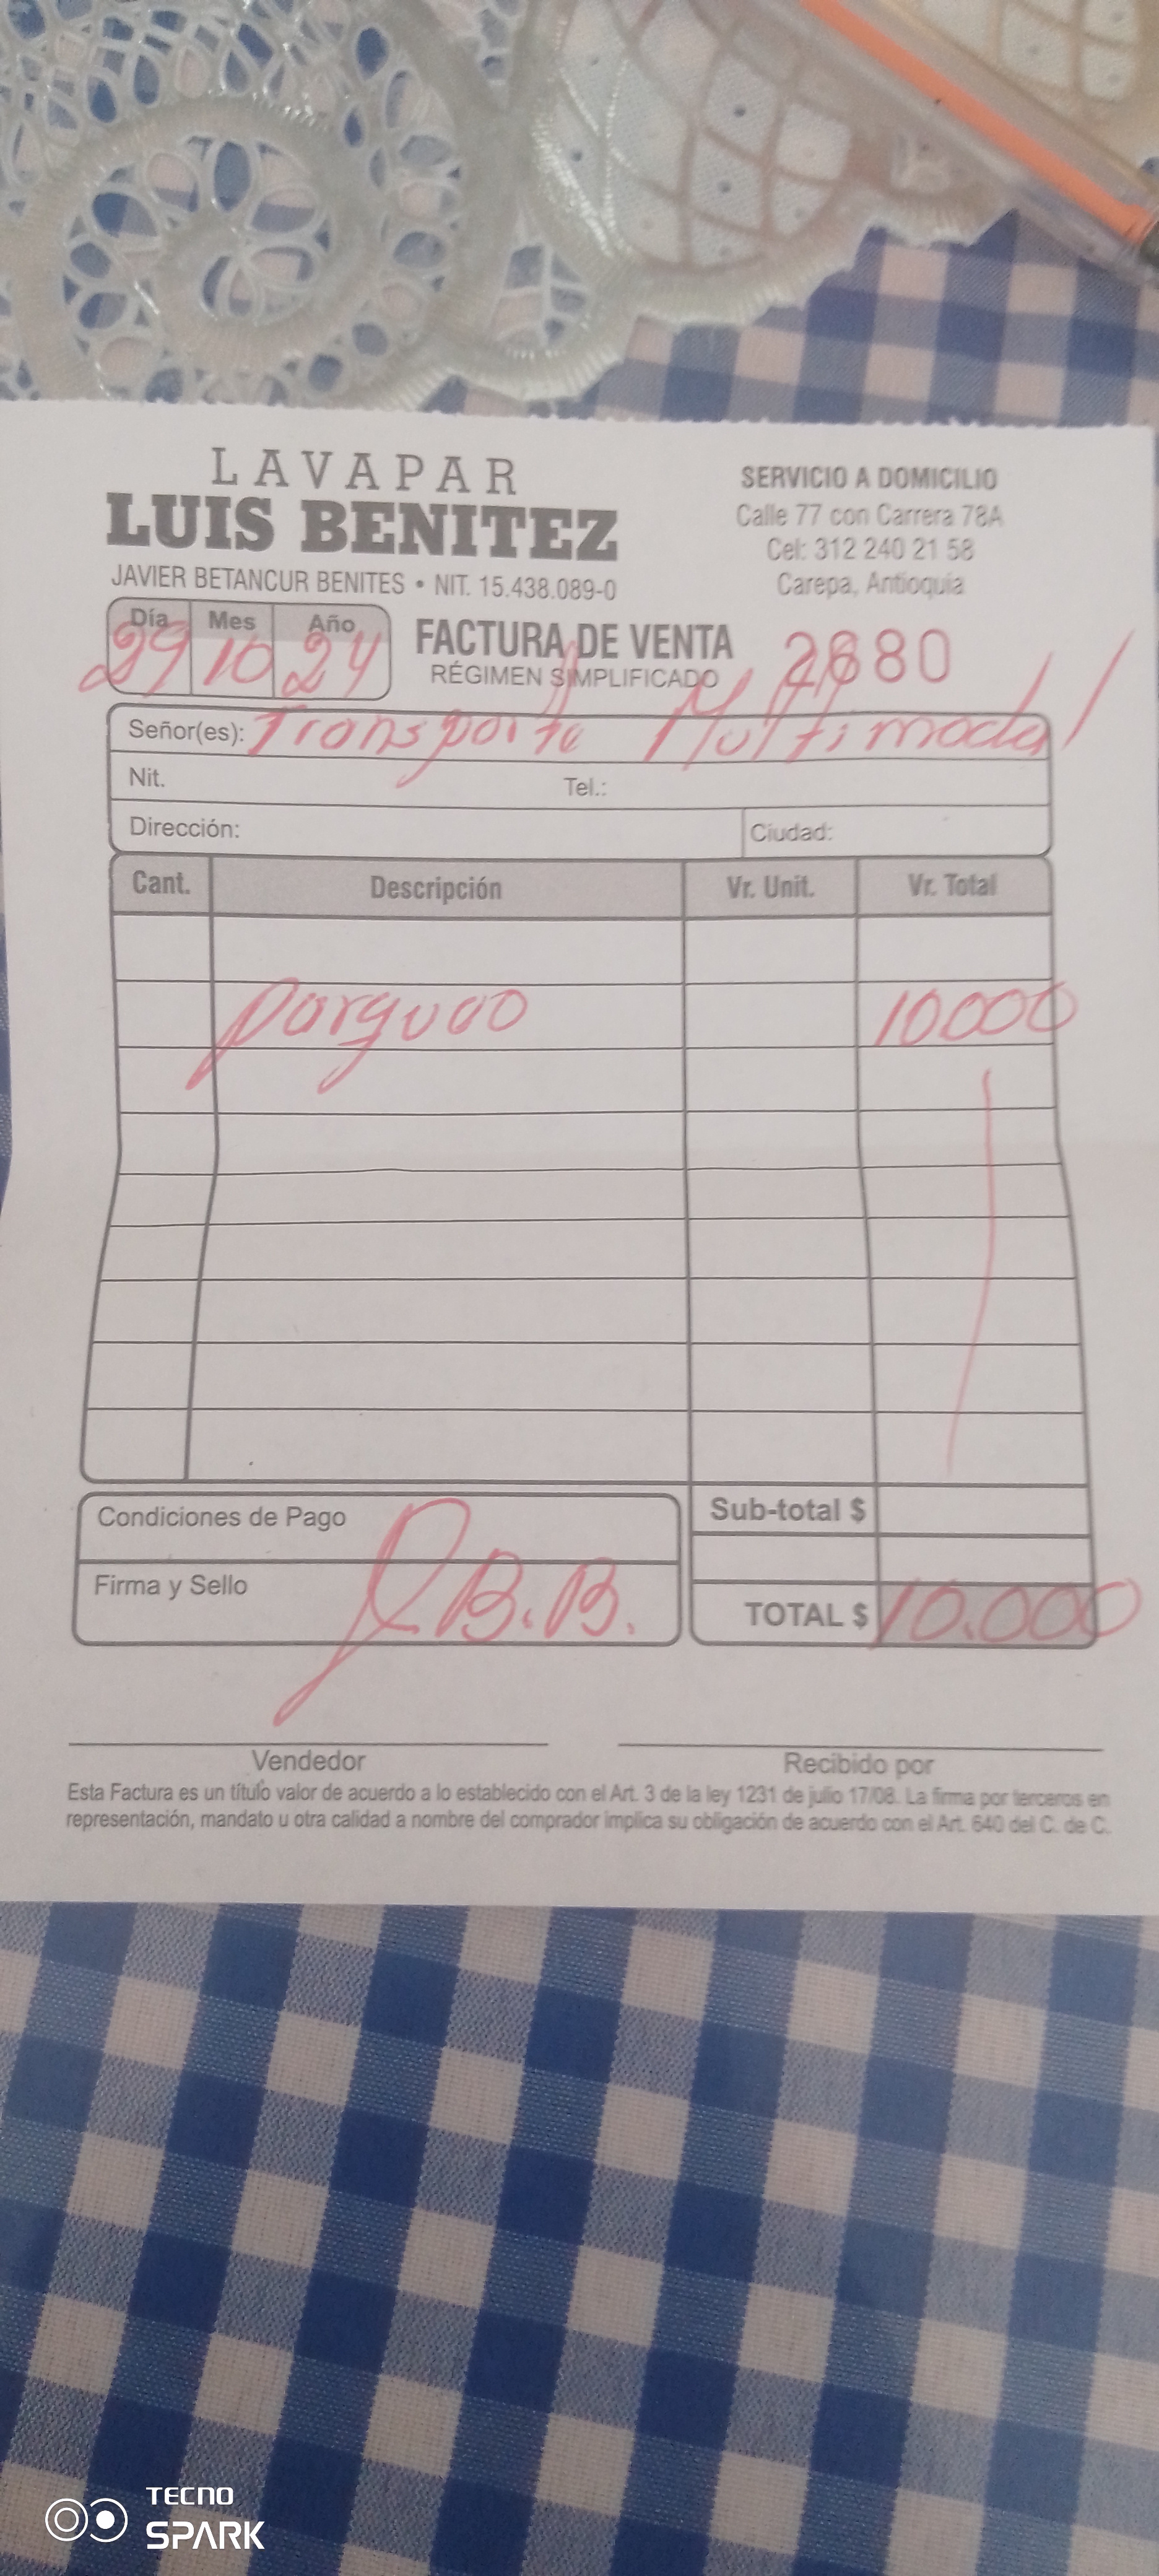 LAVAPAR
LUIS BENITEZ
JAVIER BETANCUR BENITES • NIT. 15.438.089-0
SERVICIO A DOMICILIO
Calle 77 con Carrera 78A
Cel: 312 240 21 58
Carepa, Antioquia
Día Mes Año
29 10 24
FACTURA DE VENTA 2680
RÉGIMEN SIMPLIFICADO
Señor(es): Transporte Multimodal
Nit. Tel.:
Dirección: Ciudad:
Cant. Descripción Vr. Unit. Vr. Total
10000
Condiciones de Pago
Sub-total $
Firma y Sello B.B.
TOTAL $ 10.000
Vendedor Recibido por
Esta Factura es un título valor de acuerdo a lo establecido con el Art. 3 de la ley 1231 de julio 17/08. La firma por terceros en
representación, mandato u otra calidad a nombre del comprador implica su obligación de acuerdo con el Art. 640 del C. de C.
TECNO
SPARK